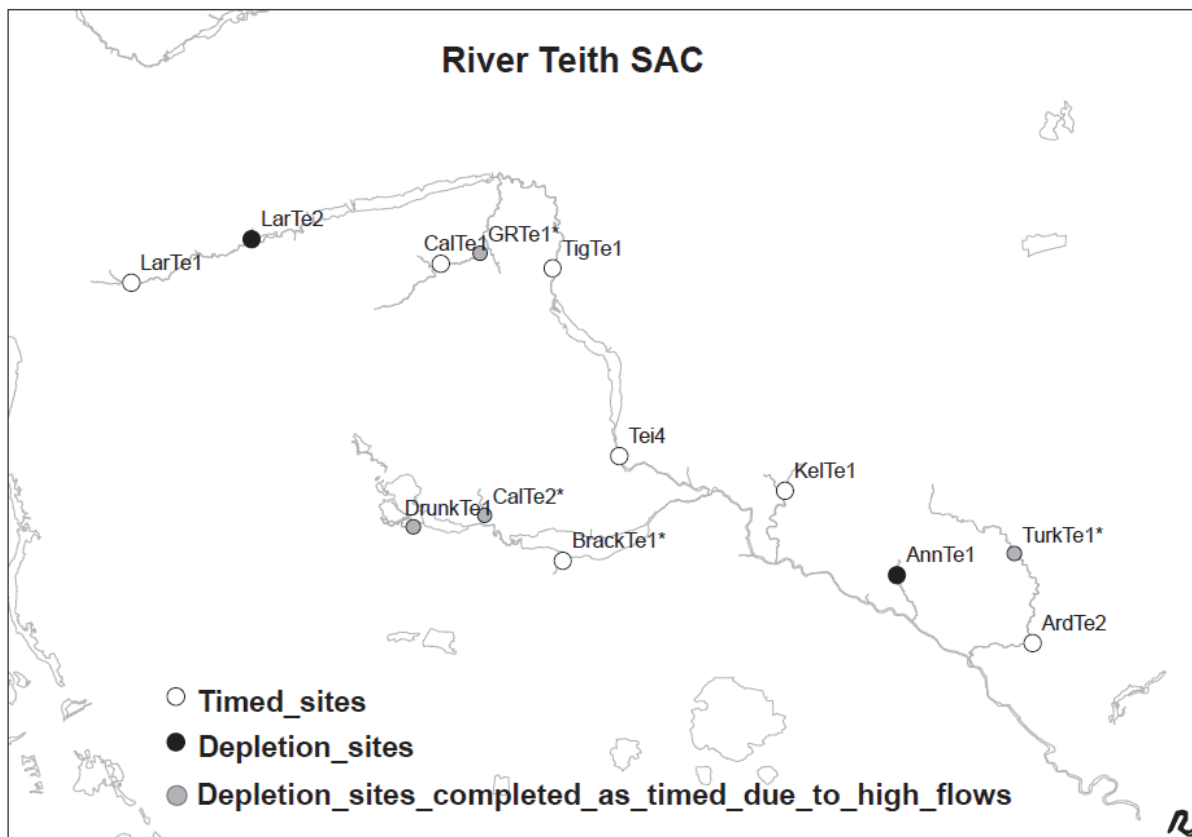 River Teith SAC
LarTe2
LarTe1
CalTe1
GRTe1*
TigTe1
Tei4
KelTe1
DrunkTe1
CalTe2*
BrackTe1*
AnnTe1
TurkTe1*
ArdTe2
Timed_sites
Depletion_sites
Depletion_sites_completed_as_timed_due_to_high_flows